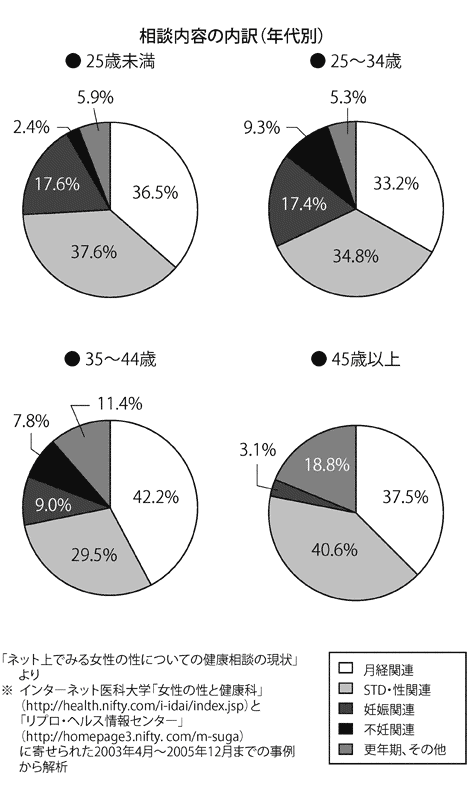 相談内容の内訳（年代別）
● 25歳未満
● 25〜34歳
5.9%
2.4%
17.6%
36.5%
37.6%
5.3%
9.3%
17.4%
33.2%
34.8%
● 35〜44歳
● 45歳以上
11.4%
7.8%
9.0%
42.2%
29.5%
3.1%
18.8%
37.5%
40.6%
「ネット上でみる女性の性についての健康相談の現状」
より
※ インターネット医科大学「女性の性と健康科」
（http://health.nifty.com/i-idai/index.jsp）と
「リプロ・ヘルス情報センター」
（http://homepage3.nifty. com/m-suga）
に寄せられた2003年4月〜2005年12月までの事例
から解析
月経関連
STD・性関連
妊娠関連
不妊関連
更年期、その他